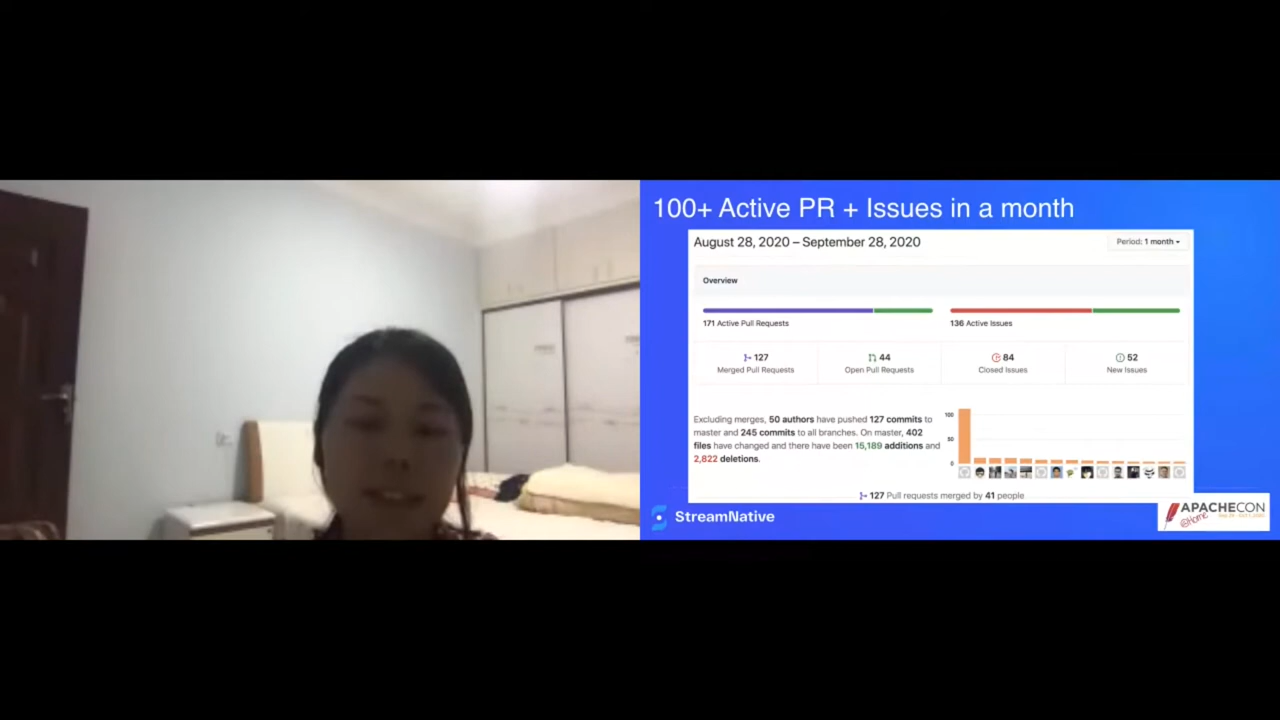 100+ Active PR + Issues in a month
August 28, 2020 – September 28, 2020
Period: 1 month
Overview
171 Active Pull Requests
136 Active Issues
127
Merged Pull Requests
44
Open Pull Requests
84
Closed Issues
52
New Issues
Excluding merges, 50 authors have pushed 127 commits to
master and 245 commits to all branches. On master, 402
files have changed and there have been 15,189 additions and
2,822 deletions.
100
50
0
127 Pull requests merged by 41 people
StreamNative
APACHECON
@Home